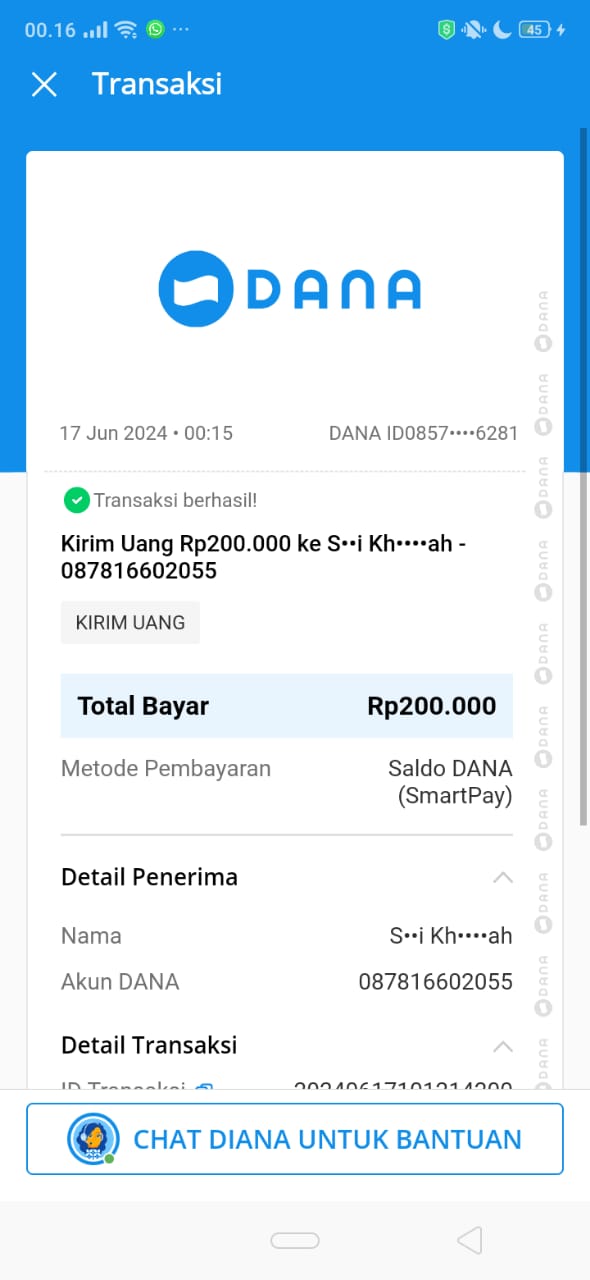 00.16
45
Transaksi
DANA
17 Jun 2024 • 00:15
DANA ID0857••••6281
Transaksi berhasil!
Kirim Uang Rp200.000 ke S••i Kh••••ah -
087816602055
KIRIM UANG
Total Bayar
Rp200.000
Metode Pembayaran
Saldo DANA
(SmartPay)
Detail Penerima
Nama
S••i Kh••••ah
Akun DANA
087816602055
Detail Transaksi
ID Transaksi
CHAT DIANA UNTUK BANTUAN
DANA
DANA
DANA
DANA
DANA
DANA
DANA
DANA
DANA
DANA